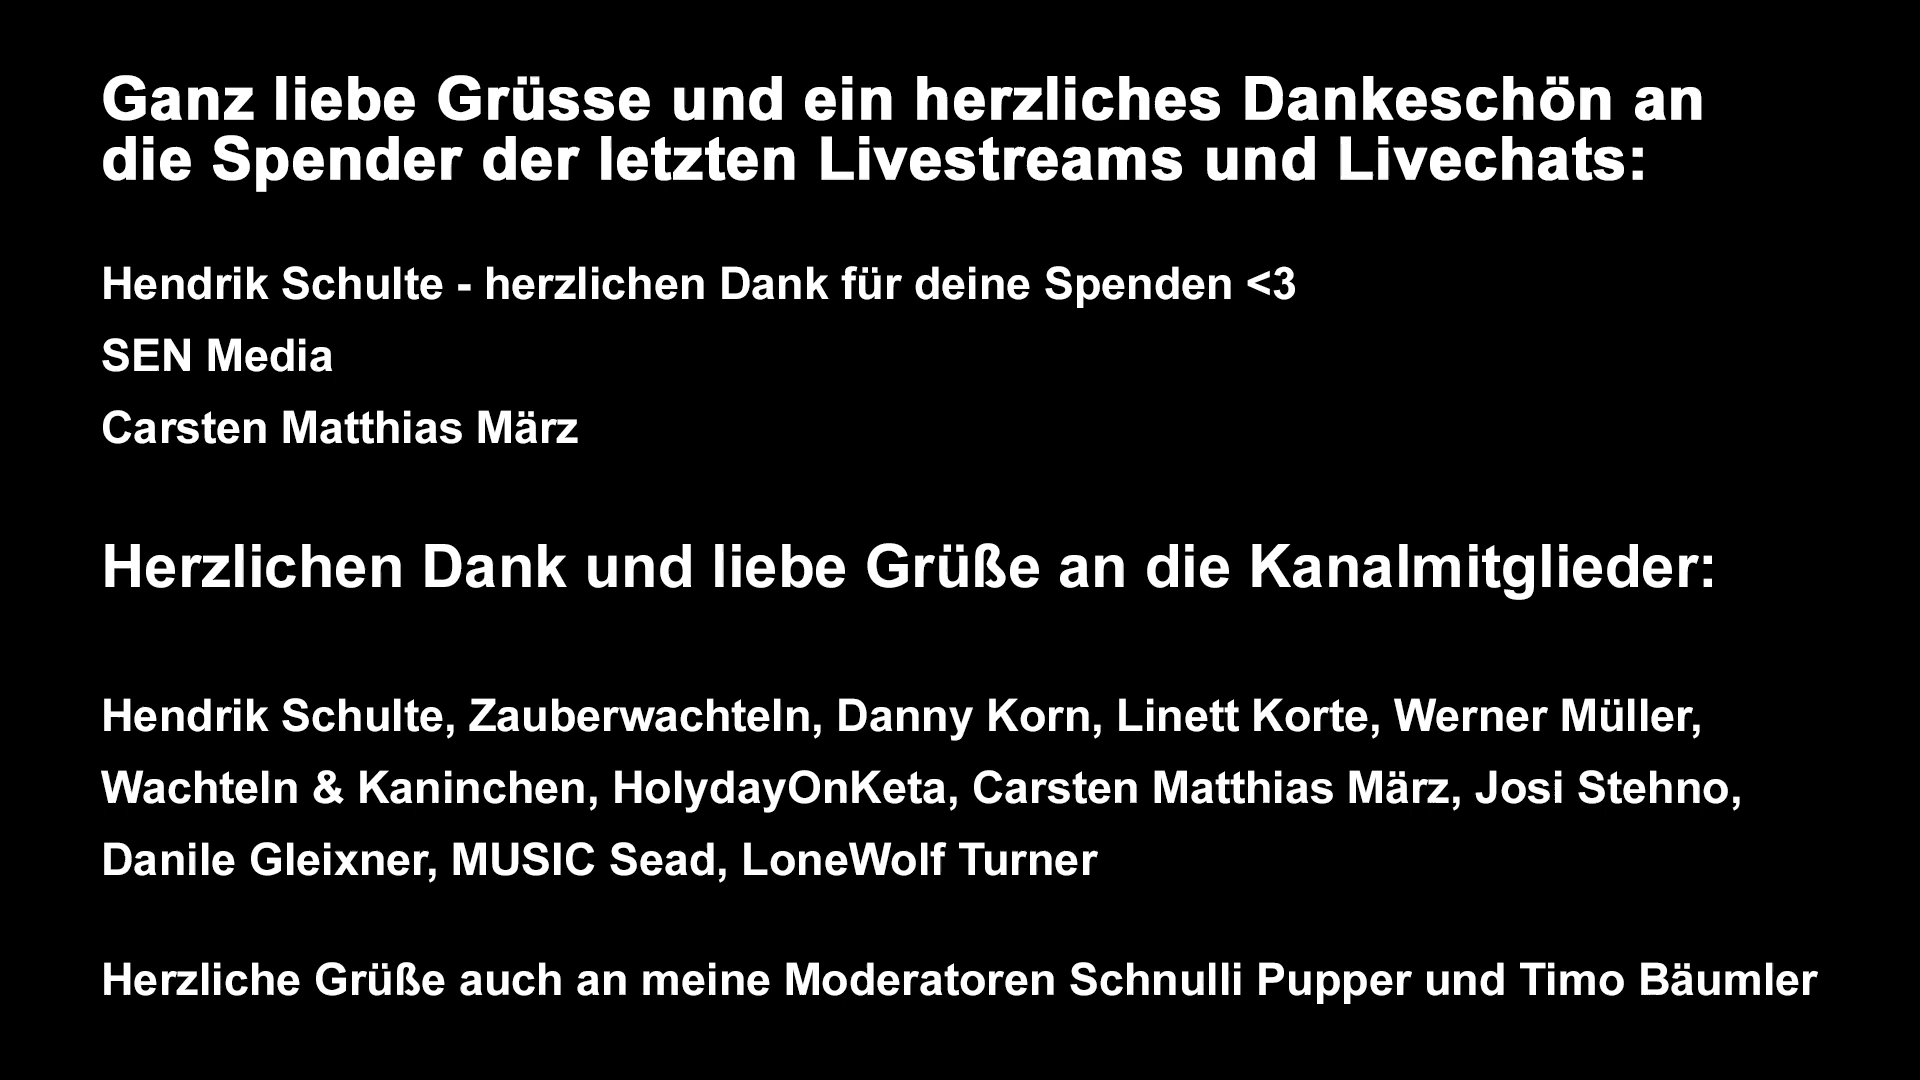 Ganz liebe Grüsse und ein herzliches Dankeschön an
die Spender der letzten Livestreams und Livechats:
Hendrik Schulte - herzlichen Dank für deine Spenden <3
SEN Media
Carsten Matthias März
Herzlichen Dank und liebe Grüße an die Kanalmitglieder:
Hendrik Schulte, Zauberwachteln, Danny Korn, Linett Korte, Werner Müller,
Wachteln & Kaninchen, HolydayOnKeta, Carsten Matthias März, Josi Stehno,
Danile Gleixner, MUSIC Sead, LoneWolf Turner
Herzliche Grüße auch an meine Moderatoren Schnulli Pupper und Timo Bäumler